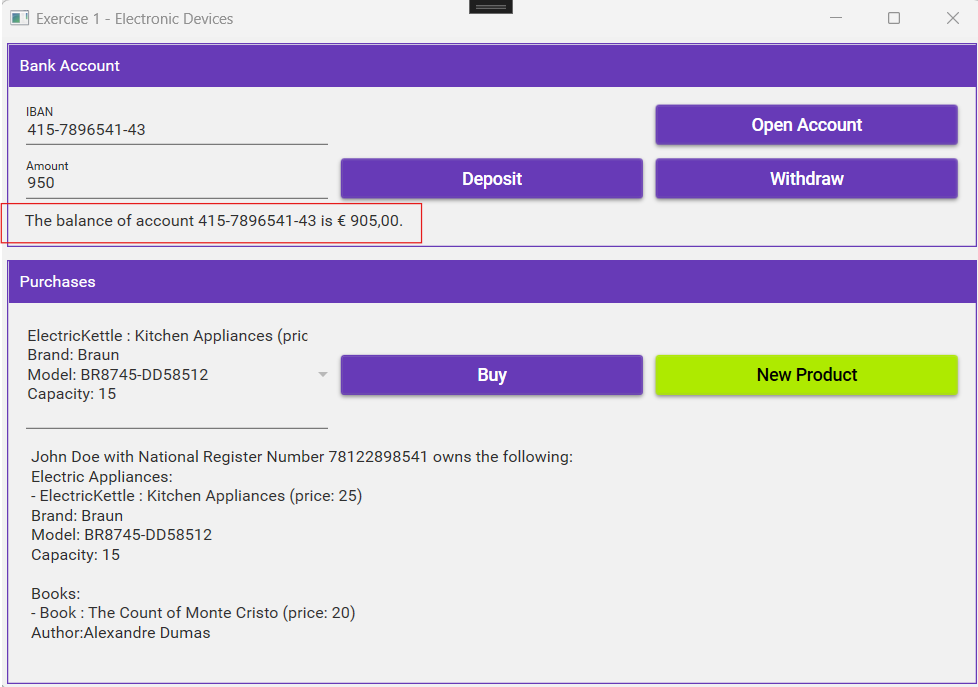 Exercise 1 - Electronic Devices
Bank Account
IBAN
415-7896541-43
Open Account
Amount
950
Deposit
Withdraw
The balance of account 415-7896541-43 is € 905,00.
Purchases
ElectricKettle : Kitchen Appliances (pric
Brand: Braun
Model: BR8745-DD58512
Capacity: 15
Buy
New Product
John Doe with National Register Number 78122898541 owns the following:
Electric Appliances:
- ElectricKettle : Kitchen Appliances (price: 25)
Brand: Braun
Model: BR8745-DD58512
Capacity: 15
Books:
- Book : The Count of Monte Cristo (price: 20)
Author:Alexandre Dumas